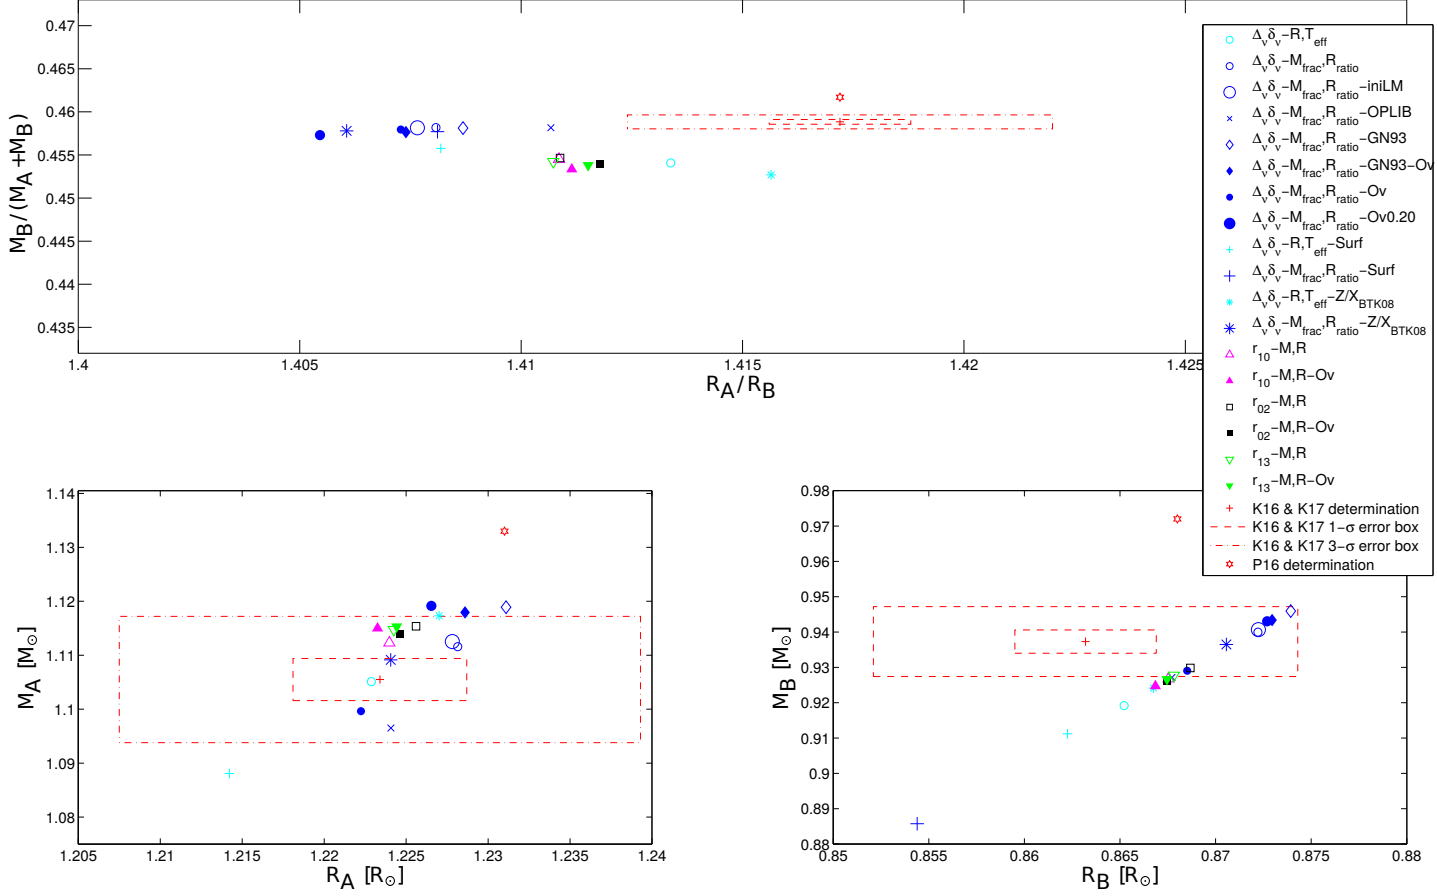 0.47
0.465
0.46
0.455
0.45
0.445
0.44
0.435
M_B/(M_A+M_B)
1.4
1.405
1.41
1.415
1.42
1.425
R_A/R_B
Δ_νδ_ν−R,T_eff
Δ_νδ_ν−M_frac,R_ratio
Δ_νδ_ν−M_frac,R_ratio−iniLM
Δ_νδ_ν−M_frac,R_ratio−OPLIB
Δ_νδ_ν−M_frac,R_ratio−GN93
Δ_νδ_ν−M_frac,R_ratio−GN93−Ov
Δ_νδ_ν−M_frac,R_ratio−Ov
Δ_νδ_ν−M_frac,R_ratio−Ov0.20
Δ_νδ_ν−R,T_eff−Surf
Δ_νδ_ν−M_frac,R_ratio−Surf
Δ_νδ_ν−R,T_eff−Z/X_BTK08
Δ_νδ_ν−M_frac,R_ratio−Z/X_BTK08
r_10−M,R
r_10−M,R−Ov
r_02−M,R
r_02−M,R−Ov
r_13−M,R
r_13−M,R−Ov
K16 & K17 determination
K16 & K17 1−σ error box
K16 & K17 3−σ error box
P16 determination
1.14
1.13
1.12
1.11
1.1
1.09
1.08
M_A [M_⊙]
1.205
1.21
1.215
1.22
1.225
1.23
1.235
1.24
R_A [R_⊙]
0.98
0.97
0.96
0.95
0.94
0.93
0.92
0.91
0.9
0.89
0.88
M_B [M_⊙]
0.85
0.855
0.86
0.865
0.87
0.875
0.88
R_B [R_⊙]